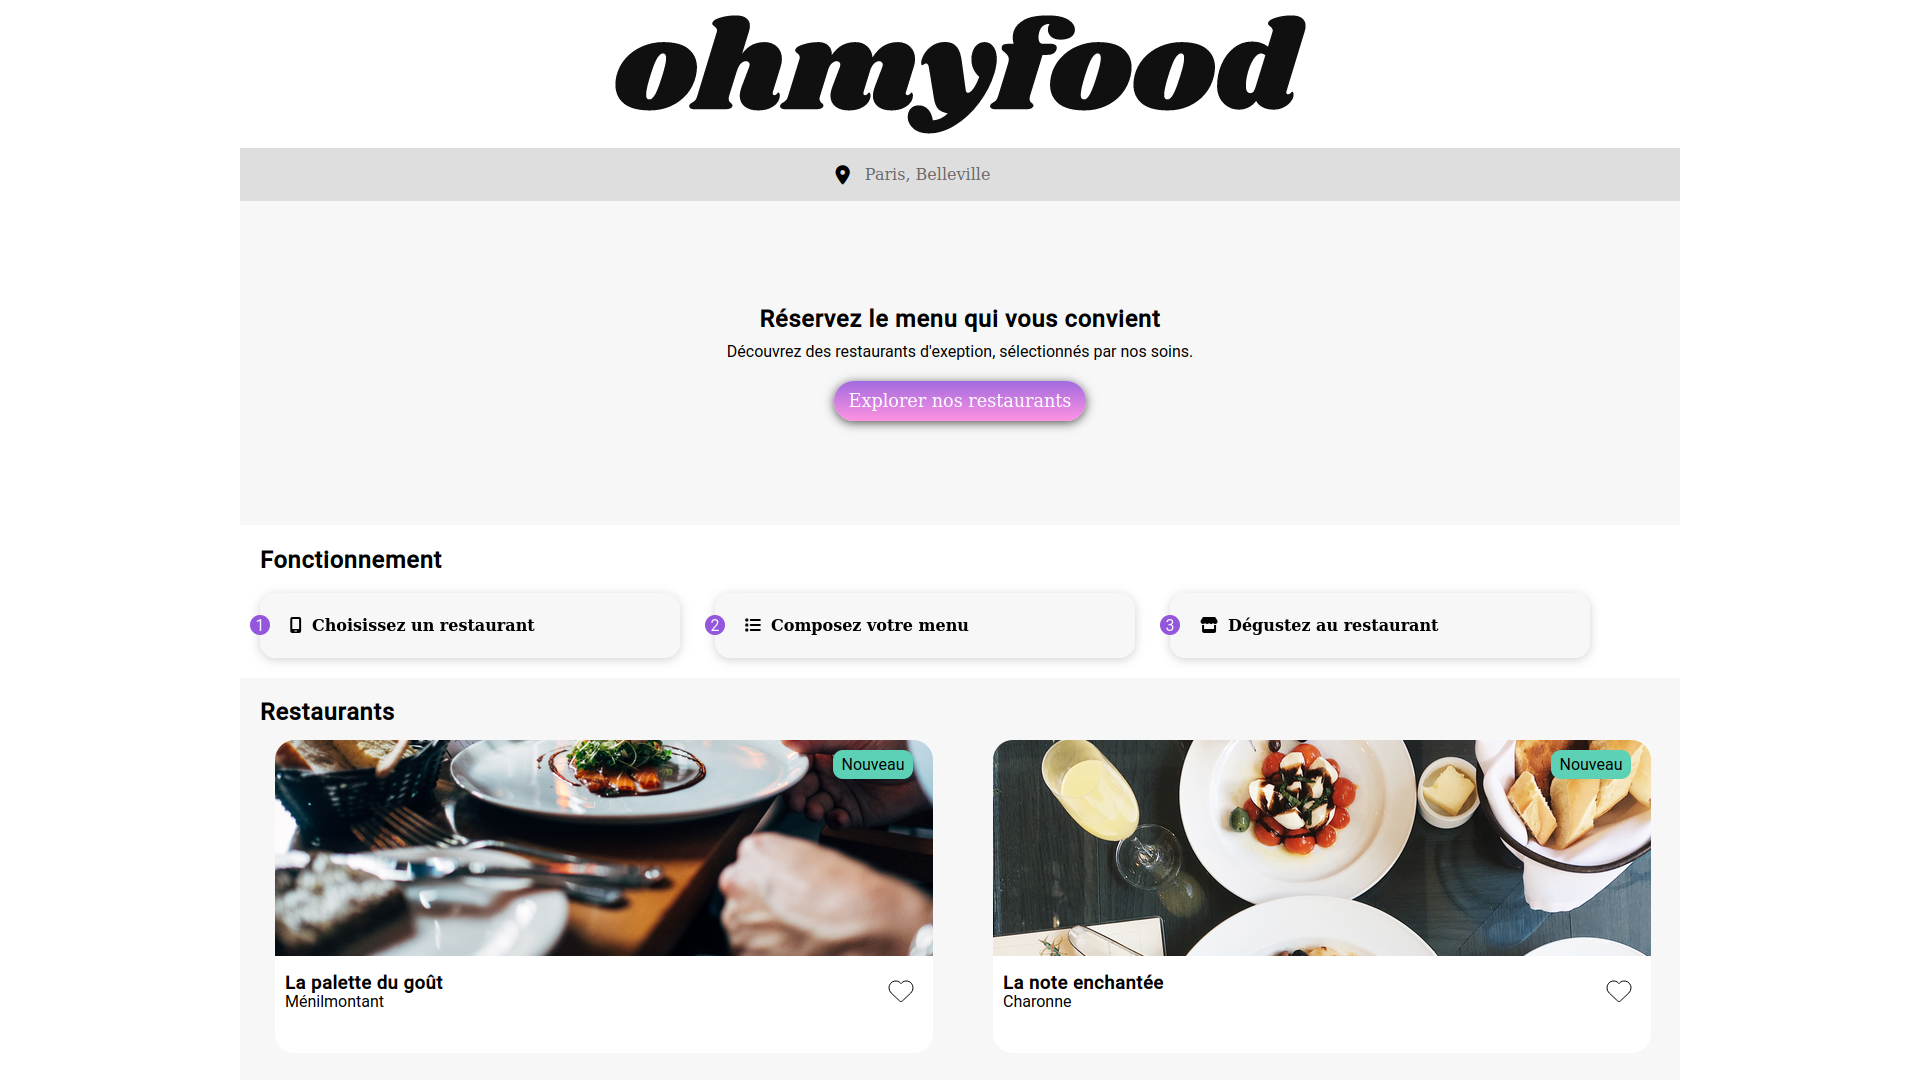 ohmyfood
Paris, Belleville
Réservez le menu qui vous convient
Découvrez des restaurants d'exeption, sélectionnés par nos soins.
Explorer nos restaurants
Fonctionnement
1 Choisissez un restaurant
2 Composez votre menu
3 Dégustez au restaurant
Restaurants
Nouveau
Nouveau
La palette du goût
Ménilmontant
La note enchantée
Charonne